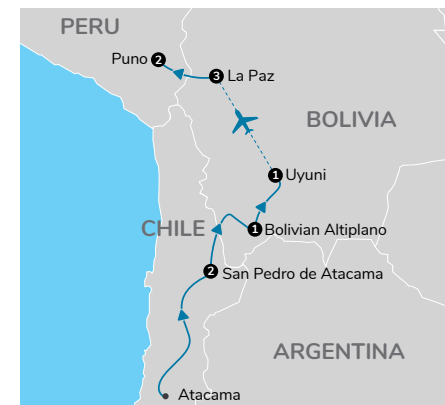 PERU
Puno 2
3 La Paz
BOLIVIA
1 Uyuni
CHILE
1 Bolivian Altiplano
2 San Pedro de Atacama
ARGENTINA
Atacama